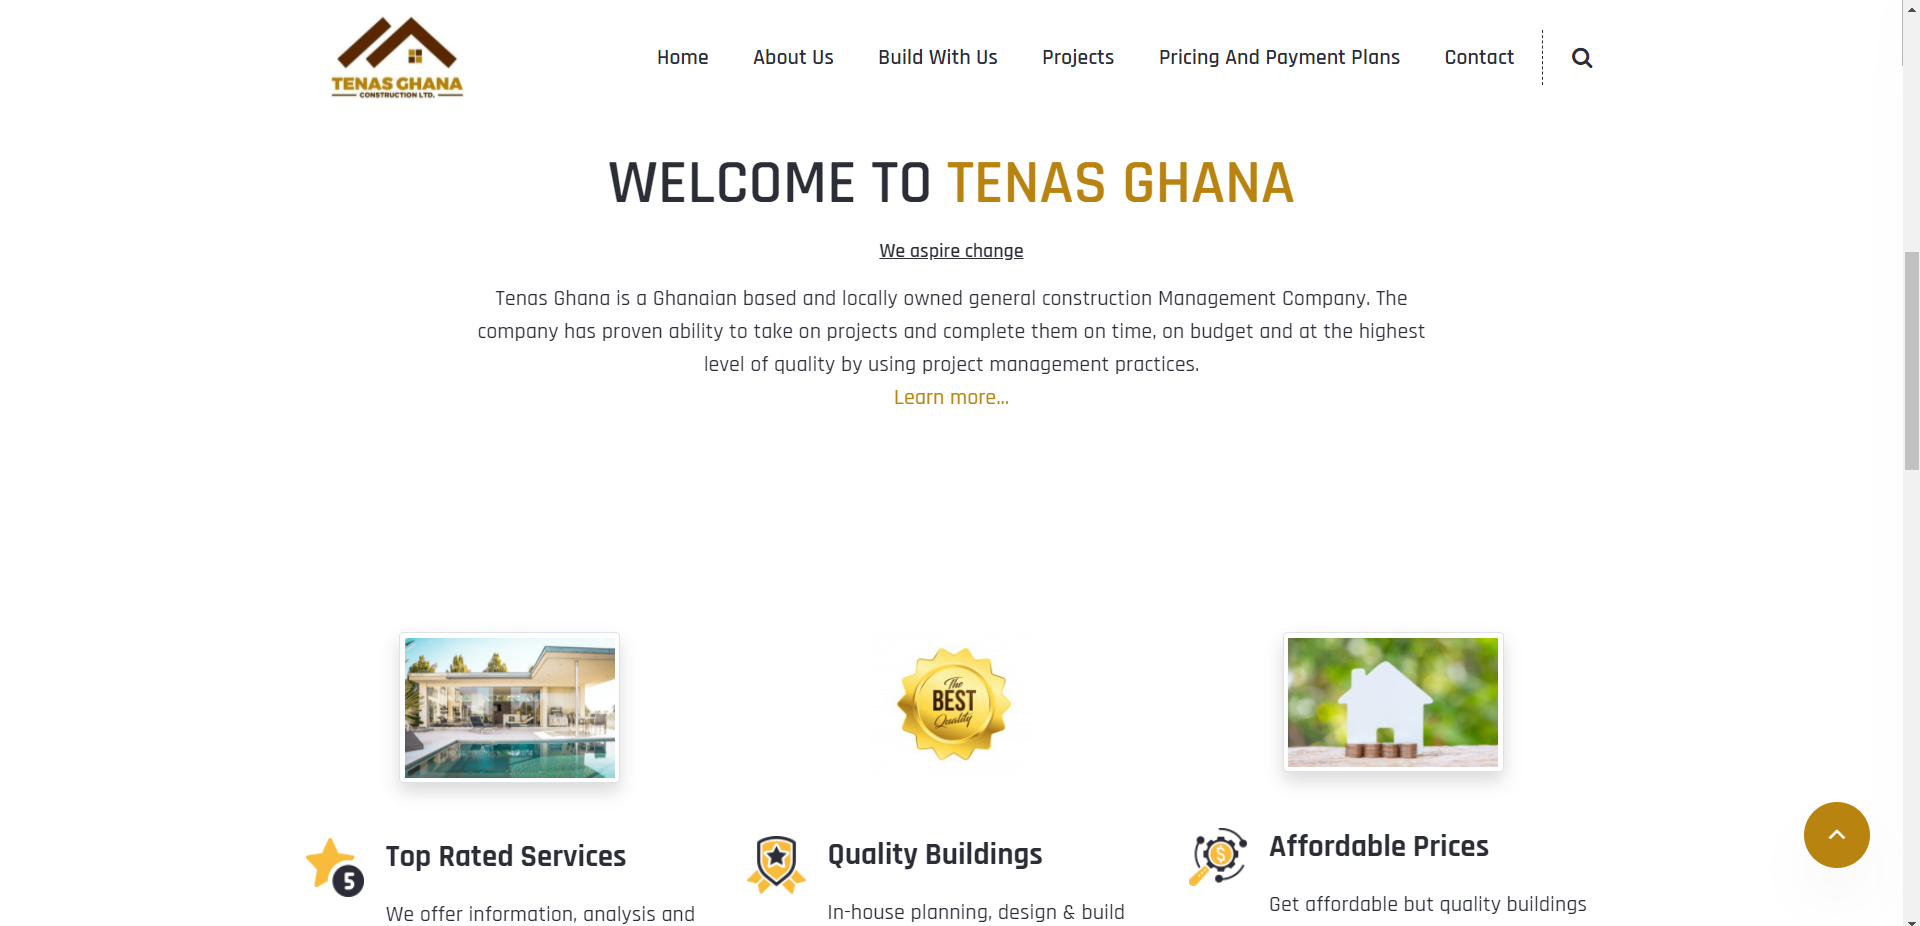 TENAS GHANA
CONSTRUCTION LTD.
Home About Us Build With Us Projects Pricing And Payment Plans Contact
WELCOME TO TENAS GHANA
We aspire change
Tenas Ghana is a Ghanaian based and locally owned general construction Management Company. The
company has proven ability to take on projects and complete them on time, on budget and at the highest
level of quality by using project management practices.
Learn more...
The
BEST
Quality
5
Top Rated Services
We offer information, analysis and
Quality Buildings
In-house planning, design & build
$
Affordable Prices
Get affordable but quality buildings